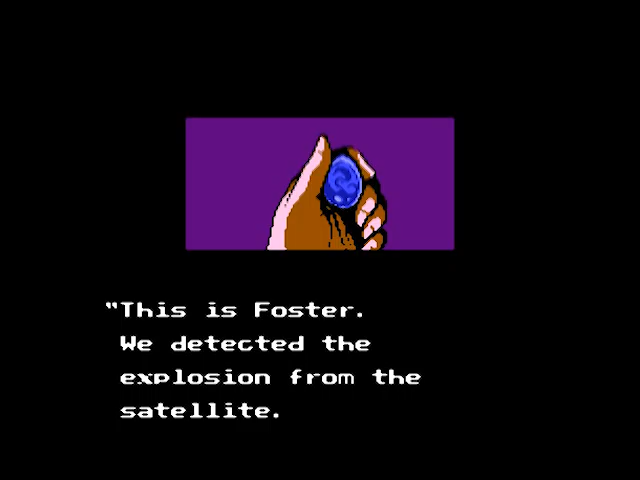 "This is Foster.
We detected the
explosion from the
satellite.